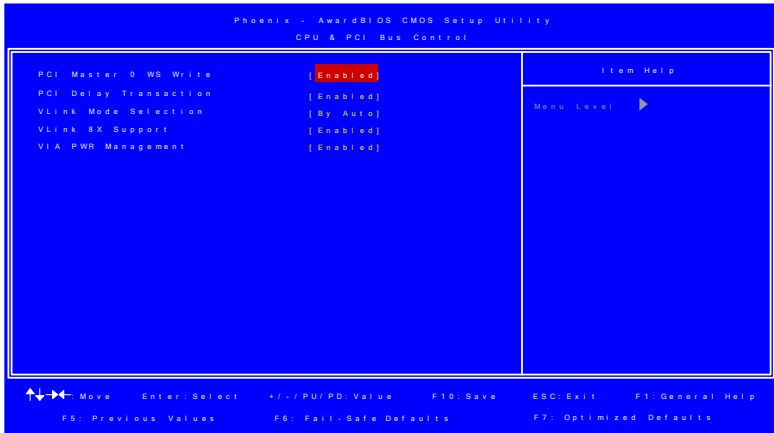 Phoenix - AwardBIOS CMOS Setup Utility
CPU & PCI Bus Control
PCI Master 0 WS Write [Enabled]
PCI Delay Transaction [Enabled]
VLink Mode Selection [By Auto]
VLink 8X Support [Enabled]
VIA PWR Management [Enabled]
Item Help
Menu Level
:Move Enter:Select +/-/PU/PD:Value F10:Save ESC:Exit F1:General Help
F5: Previous Values F6: Fail-Safe Defaults F7: Optimized Defaults